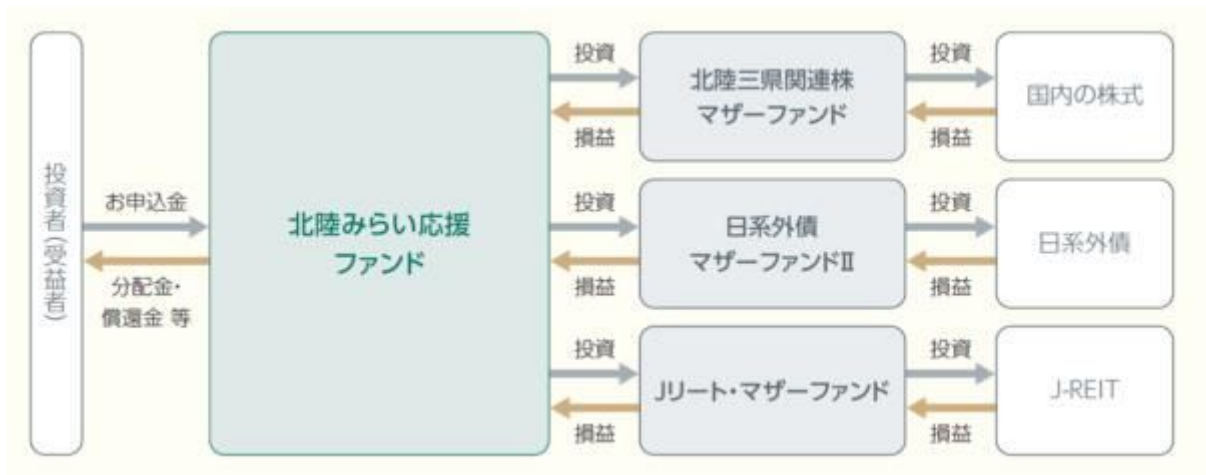 投資者(受益者)
お申込金
分配金・
償還金 等
北陸みらい応援
ファンド
投資
損益
北陸三県関連株
マザーファンド
投資
損益
国内の株式
投資
損益
日系外債
マザーファンドⅡ
投資
損益
日系外債
投資
損益
Jリート・マザーファンド
投資
損益
J-REIT